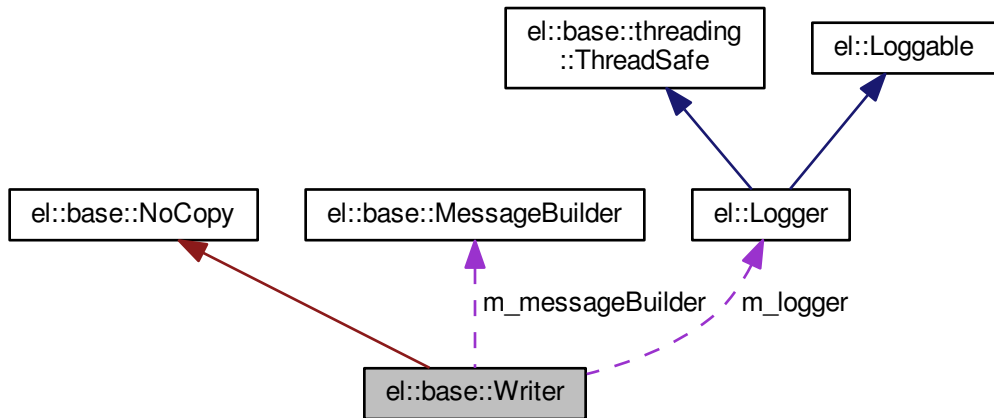 el::base::threading
::ThreadSafe
el::Loggable
el::base::NoCopy
el::base::MessageBuilder
el::Logger
m_messageBuilder
m_logger
el::base::Writer